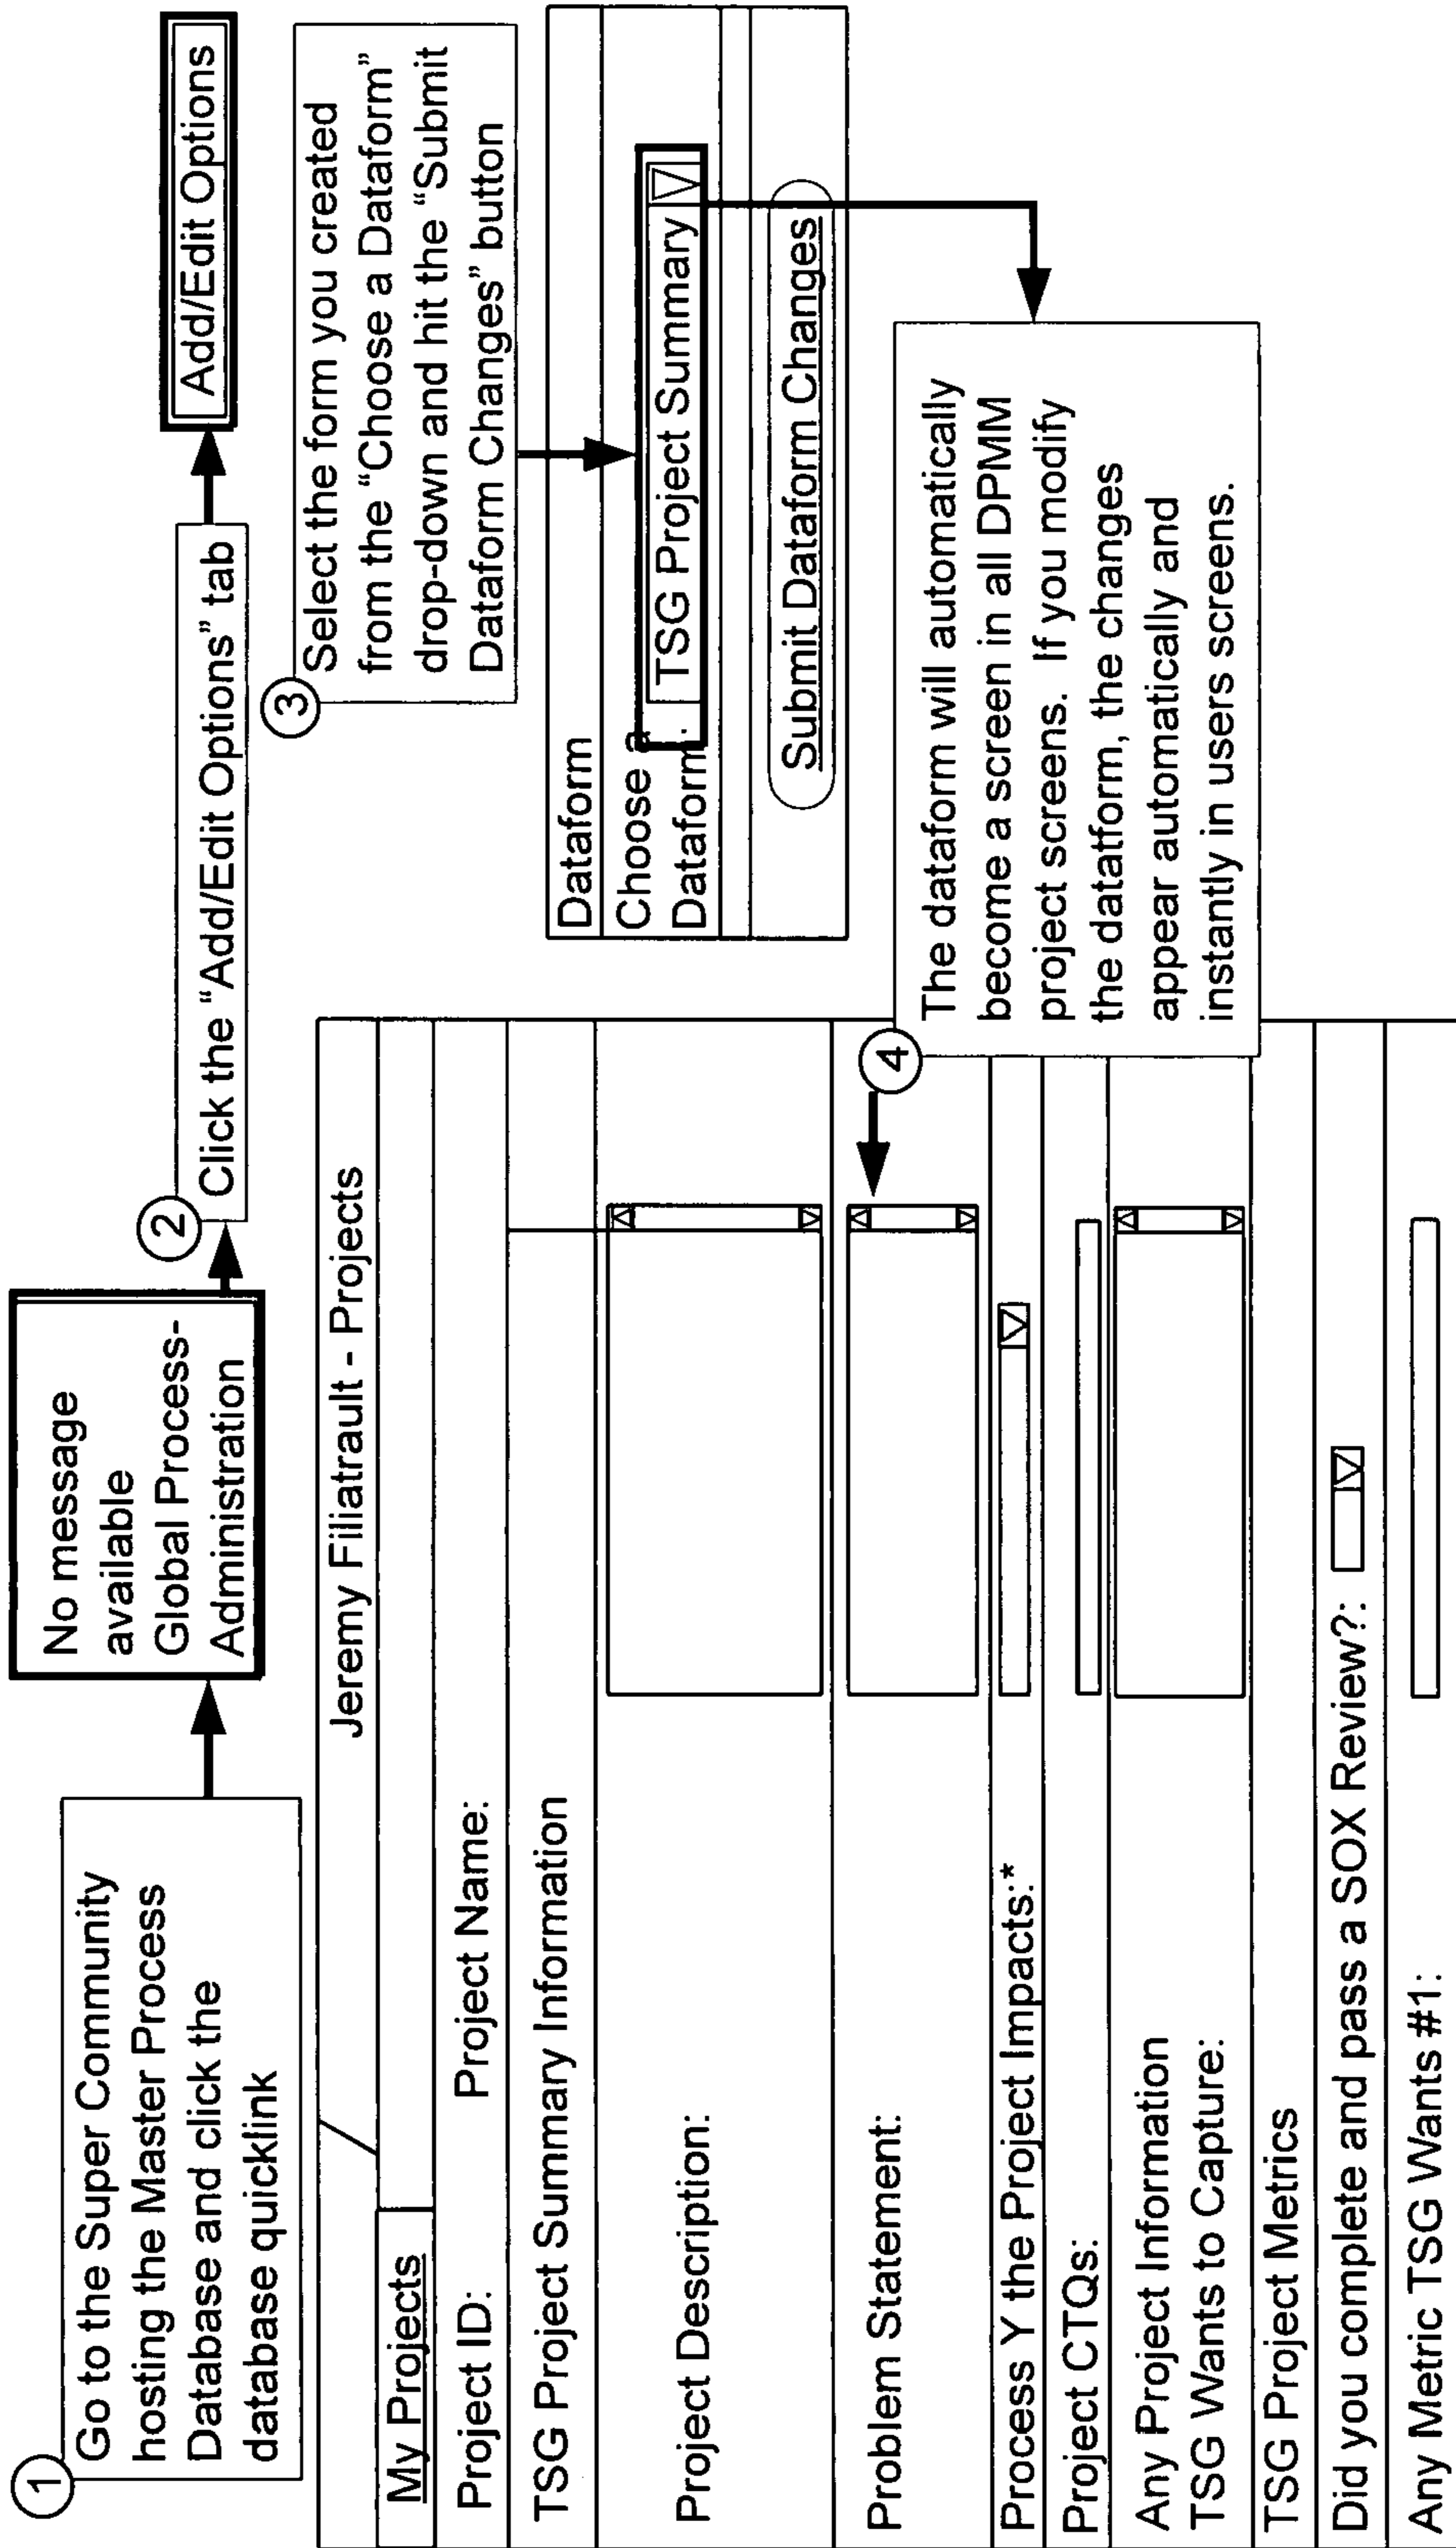 1
Go to the Super Community
hosting the Master Process
Database and click the
database quicklink
No message
available
Global Process-
Administration
2
Click the “Add/Edit Options” tab
Add/Edit Options
3
Select the form you created
from the “Choose a Dataform”
drop-down and hit the “Submit
Dataform Changes” button
Dataform
Choose a
Dataform:
TSG Project Summary
Submit Dataform Changes
4
The dataform will automatically
become a screen in all DPMM
project screens. If you modify
the datatform, the changes
appear automatically and
instantly in users screens.
Jeremy Filiatrault - Projects
My Projects
Project ID: Project Name:
TSG Project Summary Information
Project Description:
Problem Statement:
Process Y the Project Impacts:*
Project CTQs:
Any Project Information
TSG Wants to Capture:
TSG Project Metrics
Did you complete and pass a SOX Review?:
Any Metric TSG Wants #1: